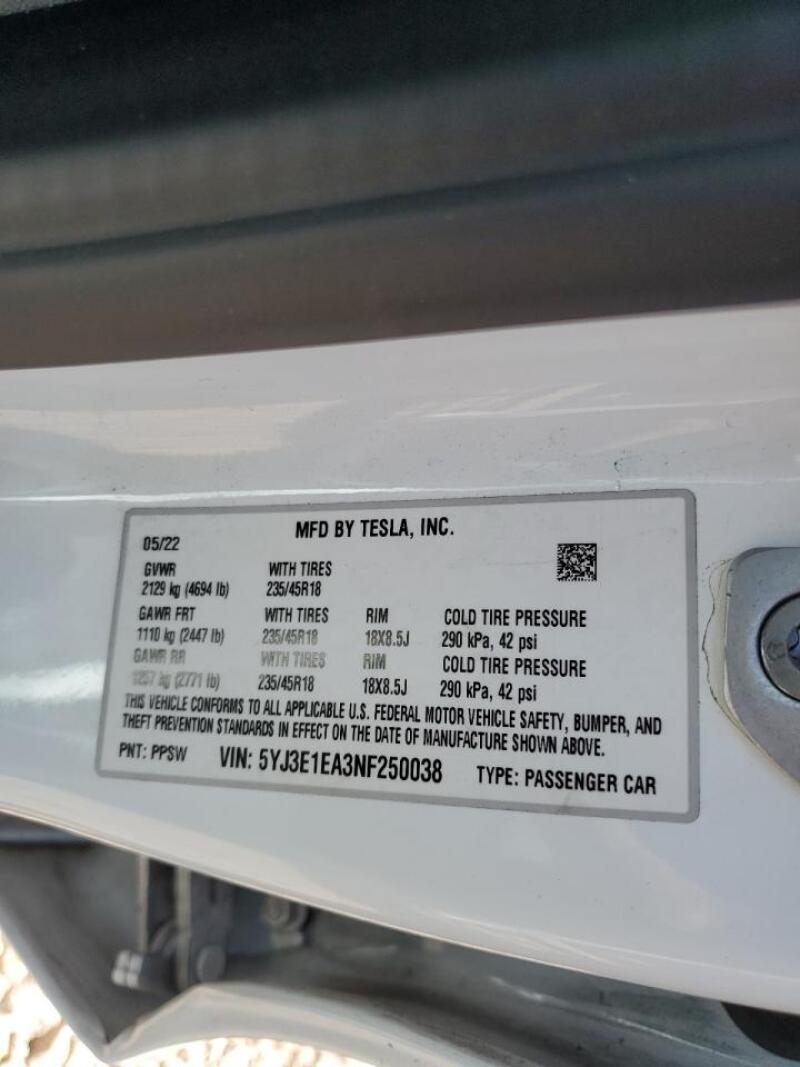 MFD BY TESLA, INC.
05/22
GVWR WITH TIRES
2129 kg (4694 lb) 235/45R18
GAWR FRT WITH TIRES RIM COLD TIRE PRESSURE
1110 kg (2447 lb) 235/45R18 18X8.5J 290 kPa, 42 psi
GAWR RR WITH TIRES RIM COLD TIRE PRESSURE
1257 kg (2771 lb) 235/45R18 18X8.5J 290 kPa, 42 psi
THIS VEHICLE CONFORMS TO ALL APPLICABLE U.S. FEDERAL MOTOR VEHICLE SAFETY, BUMPER, AND
THEFT PREVENTION STANDARDS IN EFFECT ON THE DATE OF MANUFACTURE SHOWN ABOVE.
PNT: PPSW VIN: 5YJ3E1EA3NF250038 TYPE: PASSENGER CAR